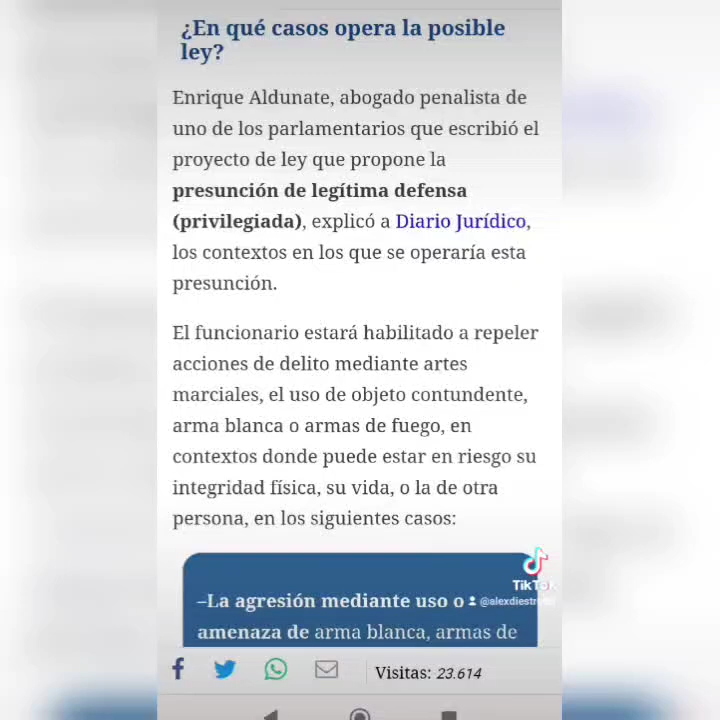 ¿En qué casos opera la posible
ley?
Enrique Aldunate, abogado penalista de
uno de los parlamentarios que escribió el
proyecto de ley que propone la
presunción de legítima defensa
(privilegiada), explicó a Diario Jurídico,
los contextos en los que se operaría esta
presunción.
El funcionario estará habilitado a repeler
acciones de delito mediante artes
marciales, el uso de objeto contundente,
arma blanca o armas de fuego, en
contextos donde puede estar en riesgo su
integridad física, su vida, o la de otra
persona, en los siguientes casos:
TikTok
–La agresión mediante uso o
amenaza de arma blanca, armas de
Visitas: 23.614